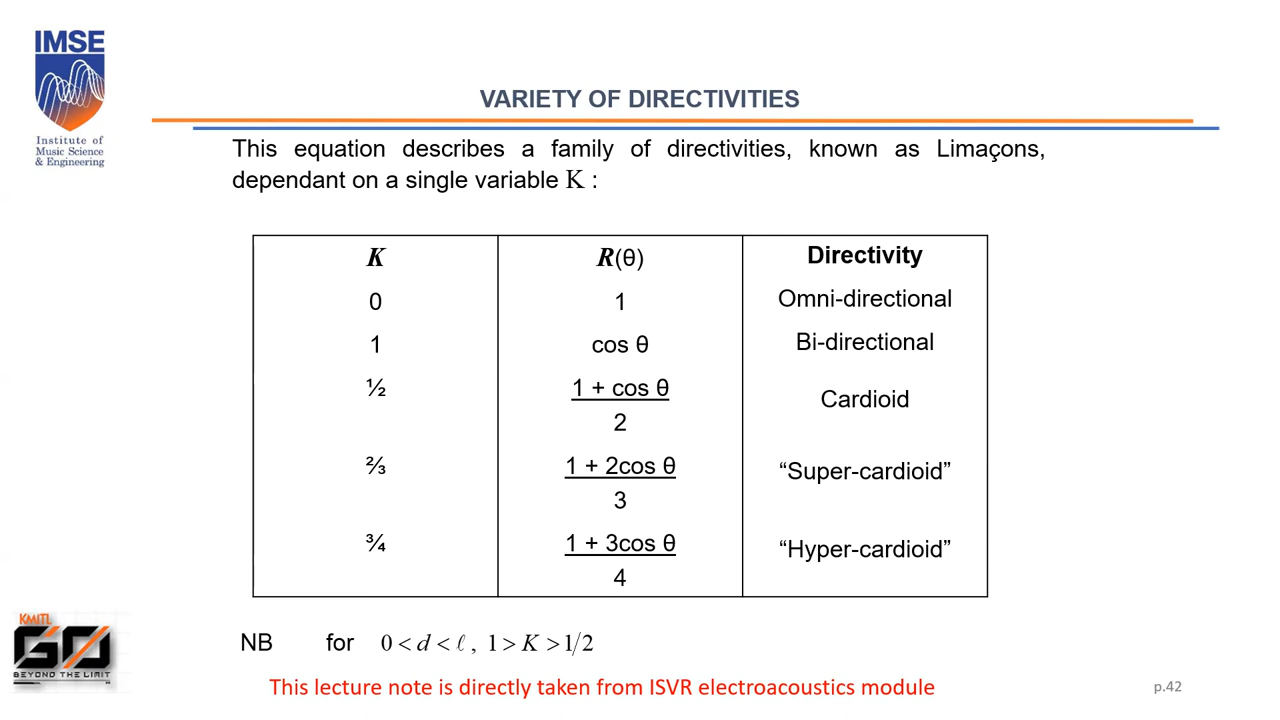 IMSE
Institute of
Music Science
& Engineering
VARIETY OF DIRECTIVITIES
This equation describes a family of directivities, known as Limaçons,
dependant on a single variable K :
K R(θ) Directivity
0 1 Omni-directional
1 cos θ Bi-directional
½ 1 + cos θ
2 Cardioid
⅔ 1 + 2cos θ
3 “Super-cardioid”
¾ 1 + 3cos θ
4 “Hyper-cardioid”
NB for 0 < d < ℓ , 1 > K > 1/2
This lecture note is directly taken from ISVR electroacoustics module
p.42
KMITL
GO
BEYOND THE LIMIT